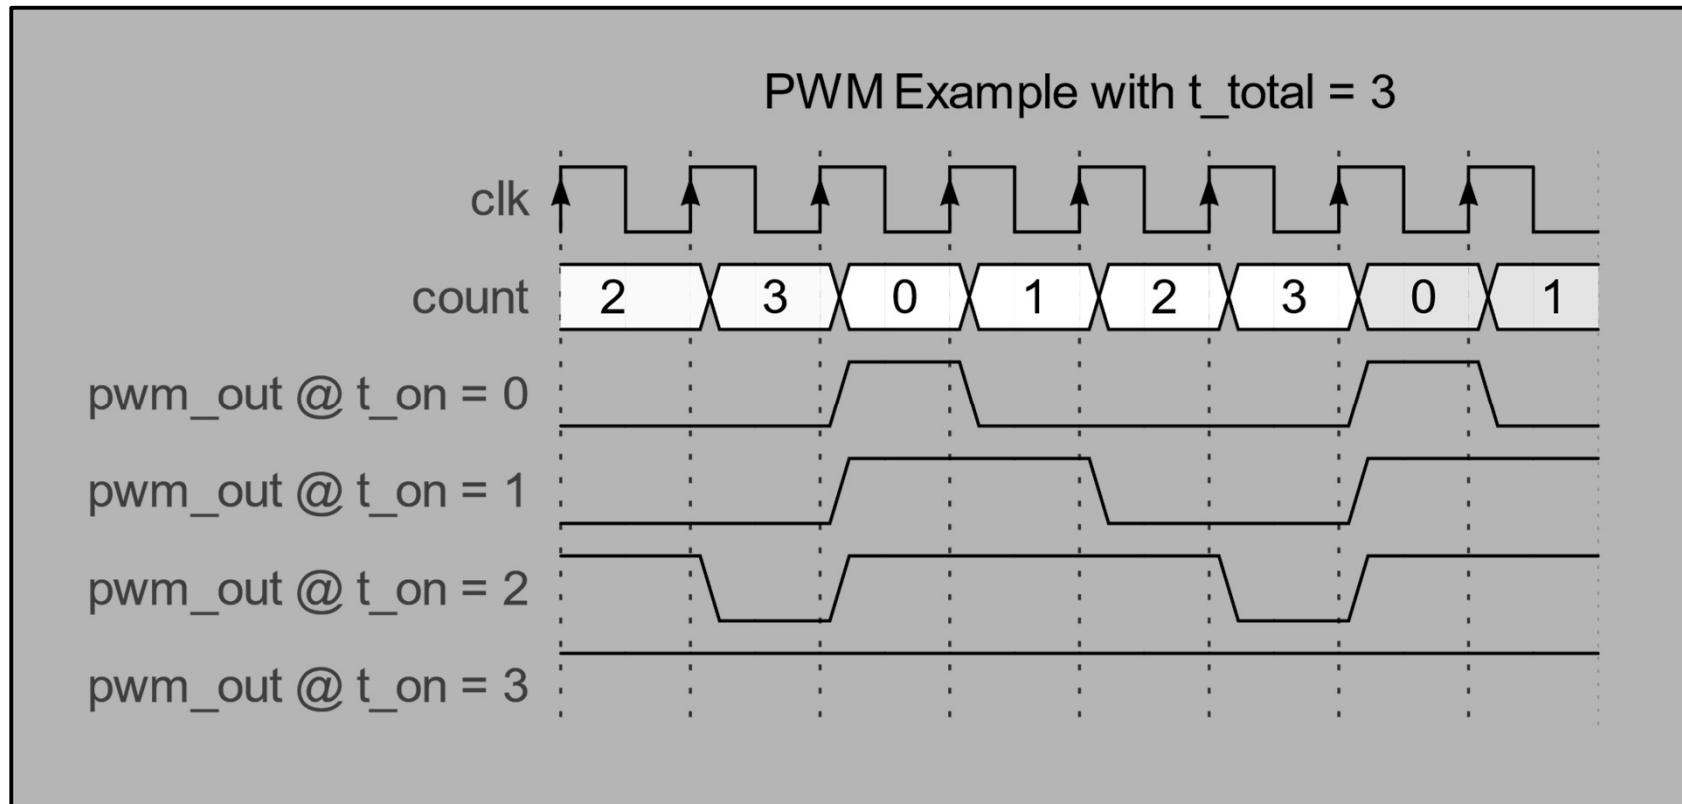 PWM Example with t_total = 3
clk
count 2 3 0 1 2 3 0 1
pwm_out @ t_on = 0
pwm_out @ t_on = 1
pwm_out @ t_on = 2
pwm_out @ t_on = 3